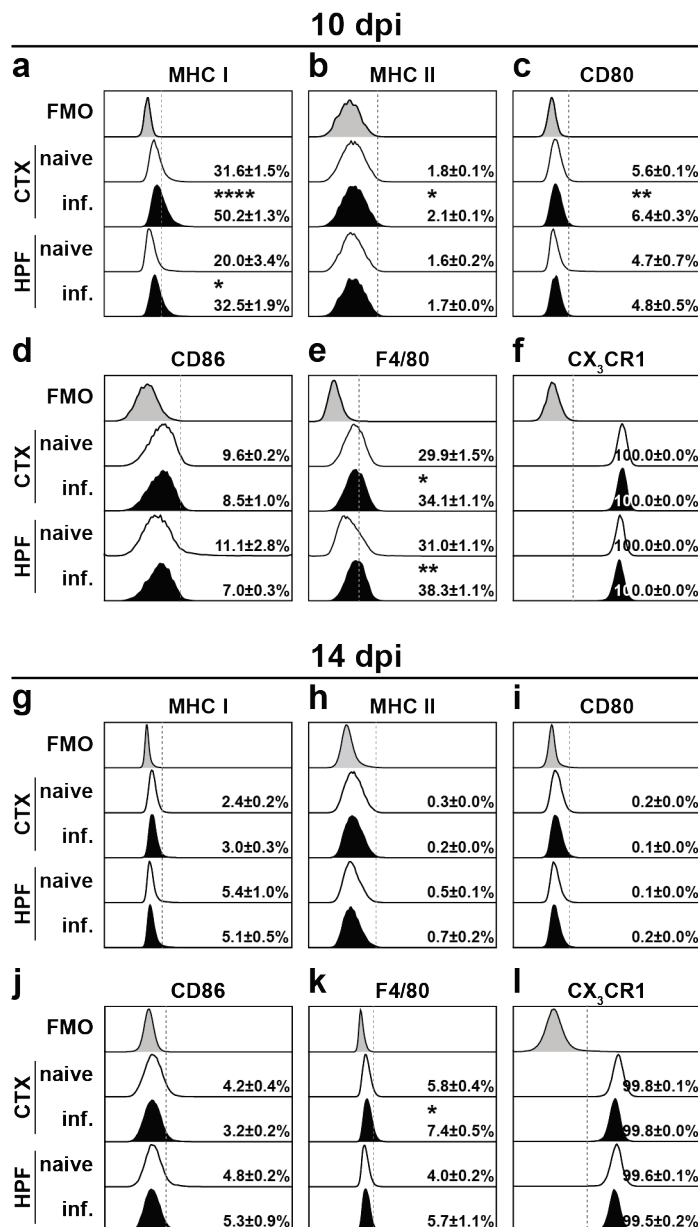 10 dpi
a b c
MHC I MHC II CD80
FMO
CTX naive 31.6±1.5% 1.8±0.1% 5.6±0.1%
**** * **
inf. 50.2±1.3% 2.1±0.1% 6.4±0.3%
HPF naive 20.0±3.4% 1.6±0.2% 4.7±0.7%
*
inf. 32.5±1.9% 1.7±0.0% 4.8±0.5%
d e f
CD86 F4/80 CX₃CR1
FMO
CTX naive 9.6±0.2% 29.9±1.5% 100.0±0.0%
*
inf. 8.5±1.0% 34.1±1.1% 100.0±0.0%
HPF naive 11.1±2.8% 31.0±1.1% 100.0±0.0%
**
inf. 7.0±0.3% 38.3±1.1% 100.0±0.0%
14 dpi
g h i
MHC I MHC II CD80
FMO
CTX naive 2.4±0.2% 0.3±0.0% 0.2±0.0%
inf. 3.0±0.3% 0.2±0.0% 0.1±0.0%
HPF naive 5.4±1.0% 0.5±0.1% 0.1±0.0%
inf. 5.1±0.5% 0.7±0.2% 0.2±0.0%
j k l
CD86 F4/80 CX₃CR1
FMO
CTX naive 4.2±0.4% 5.8±0.4% 99.8±0.1%
*
inf. 3.2±0.2% 7.4±0.5% 99.8±0.0%
HPF naive 4.8±0.2% 4.0±0.2% 99.6±0.1%
inf. 5.3±0.9% 5.7±1.1% 99.5±0.2%